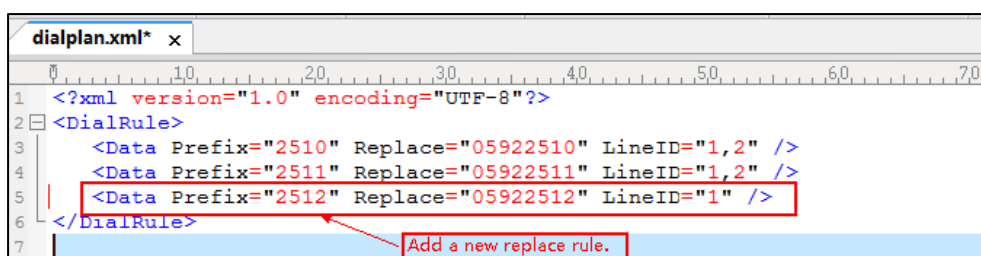 dialplan.xml* x
0 10 20 30 40 50 60 70
1 <?xml version="1.0" encoding="UTF-8"?>
2 <DialRule>
3 <Data Prefix="2510" Replace="05922510" LineID="1,2" />
4 <Data Prefix="2511" Replace="05922511" LineID="1,2" />
5 <Data Prefix="2512" Replace="05922512" LineID="1" />
6 </DialRule>
7 Add a new replace rule.